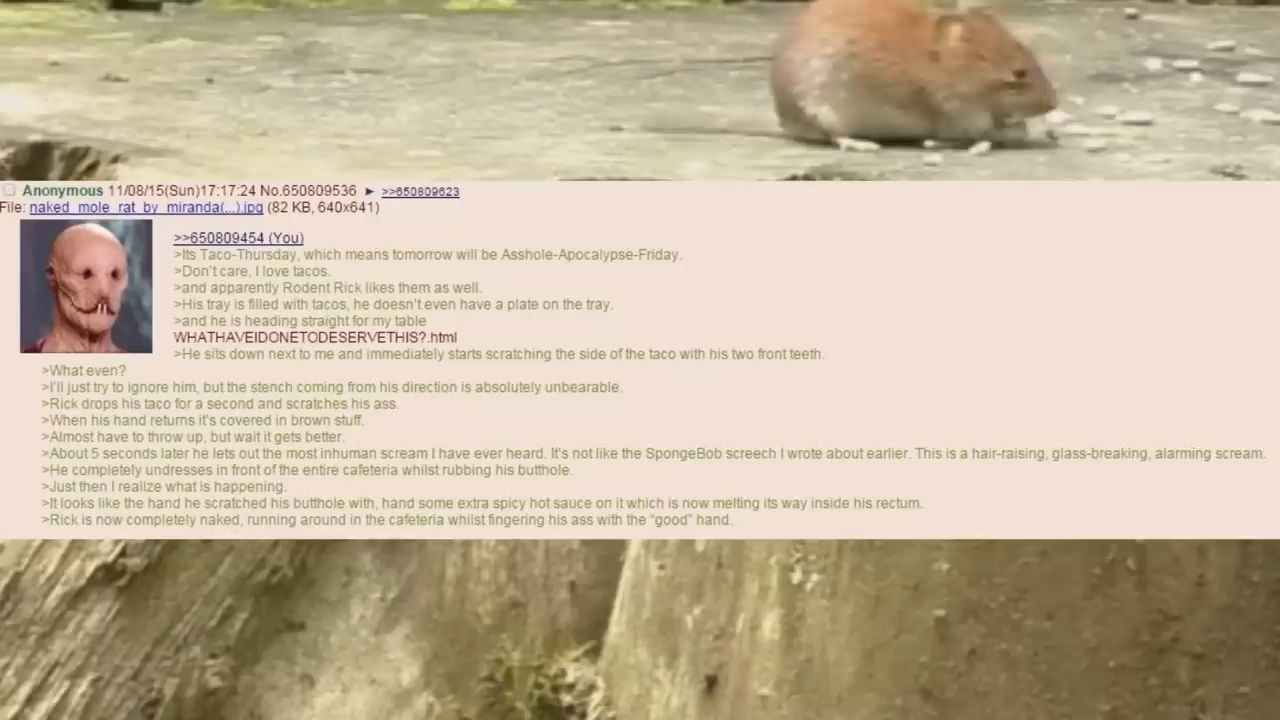 Anonymous 11/08/15(Sun)17:17:24 No.650809536 ► >>650809623
File: naked_mole_rat_by_miranda(...).jpg (82 KB, 640x641)
>>650809454 (You)
>Its Taco-Thursday, which means tomorrow will be Asshole-Apocalypse-Friday.
>Don't care, I love tacos.
>and apparently Rodent Rick likes them as well.
>His tray is filled with tacos, he doesn't even have a plate on the tray.
>and he is heading straight for my table
WHATHAVEIDONETODESERVETHIS?.html
>He sits down next to me and immediately starts scratching the side of the taco with his two front teeth.
>What even?
>I'll just try to ignore him, but the stench coming from his direction is absolutely unbearable.
>Rick drops his taco for a second and scratches his ass.
>When his hand returns it's covered in brown stuff.
>Almost have to throw up, but wait it gets better.
>About 5 seconds later he lets out the most inhuman scream I have ever heard. It's not like the SpongeBob screech I wrote about earlier. This is a hair-raising, glass-breaking, alarming scream.
>He completely undresses in front of the entire cafeteria whilst rubbing his butthole.
>Just then I realize what is happening.
>It looks like the hand he scratched his butthole with, hand some extra spicy hot sauce on it which is now melting its way inside his rectum.
>Rick is now completely naked, running around in the cafeteria whilst fingering his ass with the “good” hand.